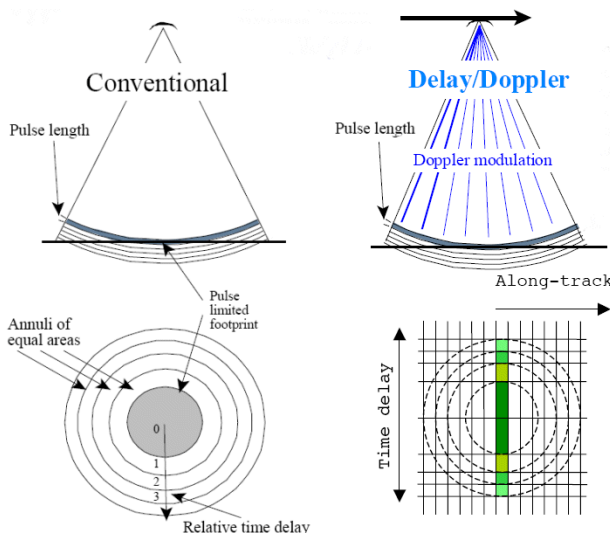 Conventional
Pulse length
Delay/Doppler
Pulse length
Doppler modulation
Along-track
Pulse
limited
footprint
Annuli of
equal areas
0
1
2
3
Relative time delay
Time delay